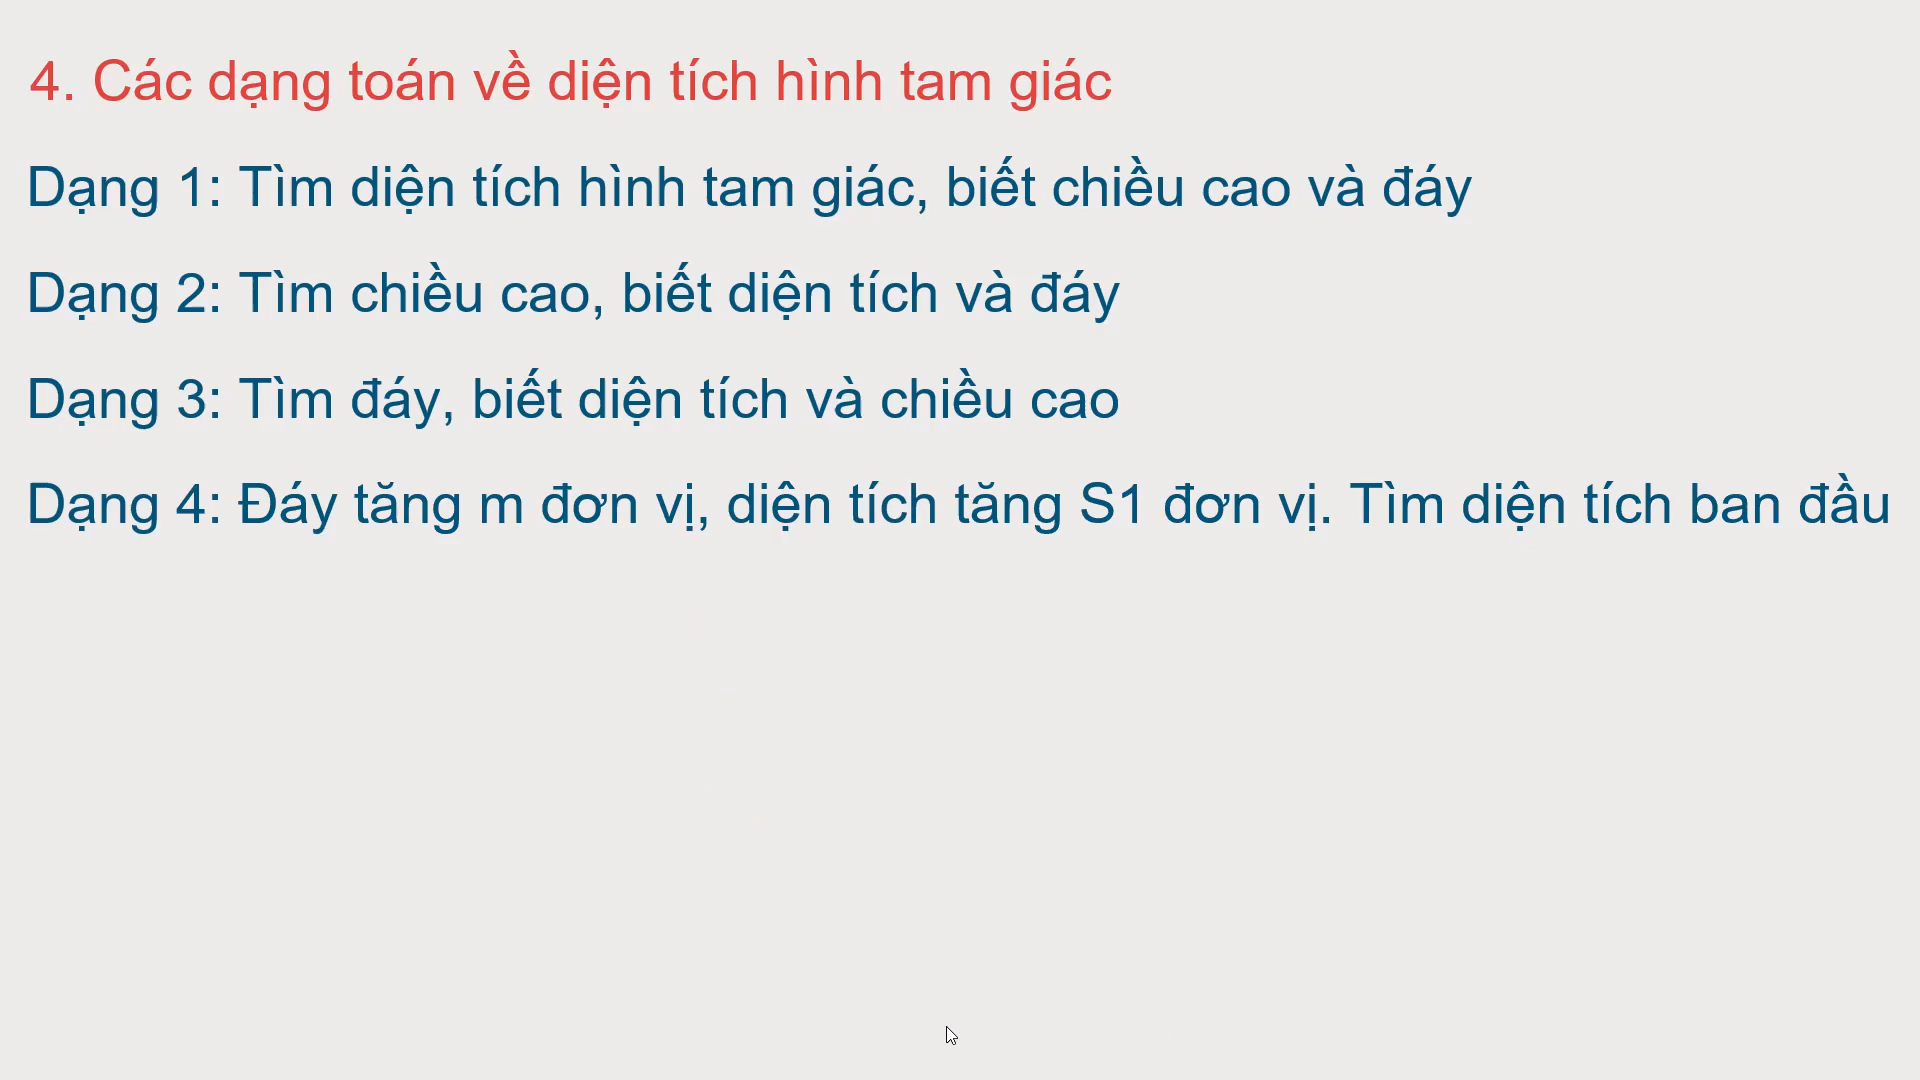 4. Các dạng toán về diện tích hình tam giác
Dạng 1: Tìm diện tích hình tam giác, biết chiều cao và đáy
Dạng 2: Tìm chiều cao, biết diện tích và đáy
Dạng 3: Tìm đáy, biết diện tích và chiều cao
Dạng 4: Đáy tăng m đơn vị, diện tích tăng S1 đơn vị. Tìm diện tích ban đầu